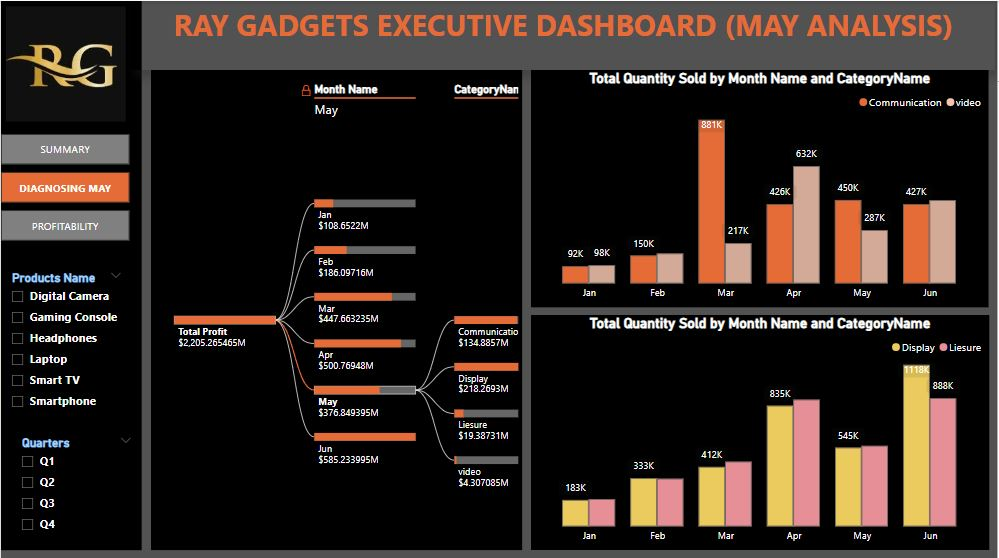 RAY GADGETS EXECUTIVE DASHBOARD (MAY ANALYSIS)
RG
SUMMARY
DIAGNOSING MAY
PROFITABILITY
Products Name
Digital Camera
Gaming Console
Headphones
Laptop
Smart TV
Smartphone
Quarters
Q1
Q2
Q3
Q4
Month Name
May
CategoryNan
Total Profit
$2,205.265465M
Jan
$108.6522M
Feb
$186.09716M
Mar
$447.663235M
Apr
$500.76948M
May
$376.849395M
Jun
$585.233995M
Communicatio
$134.8857M
Display
$218.2693M
Liesure
$19.38731M
video
$4.307085M
Total Quantity Sold by Month Name and CategoryName
Communication video
92K 98K
150K
881K
217K
426K
632K
450K
287K
427K
Jan Feb Mar Apr May Jun
Total Quantity Sold by Month Name and CategoryName
Display Liesure
183K
333K
412K
835K
545K
1118K
888K
Jan Feb Mar Apr May Jun